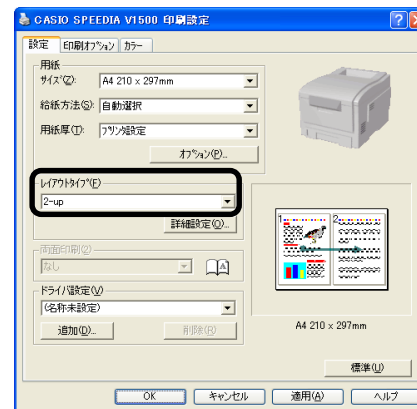 CASIO SPEEDIA V1500 印刷設定
設定 印刷ｵﾌﾟｼｮﾝ ｶﾗｰ
用紙
サイズ(Z): A4 210 x 297mm
給紙方法(S): 自動選択
用紙厚(T): ﾌﾟﾘﾝﾀ設定
ｵﾌﾟｼｮﾝ(P)...
ﾚｲｱｳﾄﾀｲﾌﾟ(E)
2-up
詳細設定(O)...
両面印刷(2)
なし
A
ドライバ設定(V)
(名称未設定)
追加(D)...
削除(R)
1
2
A4 210 x 297mm
標準(U)
OK キャンセル 適用(A) ヘルプ